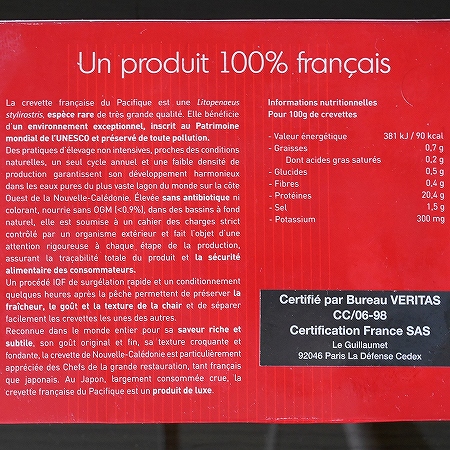 Un produit 100% français
La crevette française du Pacifique est une Litopenaeus
stylirostris, espèce rare de très grande qualité. Elle bénéficie
d'un environnement exceptionnel, inscrit au Patrimoine
mondial de l'UNESCO et préservé de toute pollution.
Des pratiques d'élevage non intensives, proches des conditions
naturelles, un seul cycle annuel et une faible densité de
production garantissent son développement harmonieux
dans les eaux pures du plus vaste lagon du monde sur la côte
Ouest de la Nouvelle-Calédonie. Élevée sans antibiotique ni
colorant, nourrie sans OGM (<0.9%), dans des bassins à fond
naturel, elle est soumise à un cahier des charges strict
contrôlé par un organisme extérieur et fait l'objet d'une
attention rigoureuse à chaque étape de la production,
assurant la traçabilité totale du produit et la sécurité
alimentaire des consommateurs.
Un procédé IQF de surgélation rapide et un conditionnement
quelques heures après la pêche permettent de préserver la
fraîcheur, le goût et la texture de la chair et de séparer
facilement les crevettes les unes des autres.
Reconnue dans le monde entier pour sa saveur riche et
subtile, son goût original et fin, sa texture croquante et
fondante, la crevette de Nouvelle-Calédonie est particulièrement
appréciée des Chefs de la grande restauration, tant français
que japonais. Au Japon, largement consommée crue, la
crevette française du Pacifique est un produit de luxe.
Informations nutritionnelles
Pour 100g de crevettes
- Valeur énergétique 381 kJ / 90 kcal
- Graisses 0,7 g
Dont acides gras saturés 0,2 g
- Glucides 0,5 g
- Fibres 0,4 g
- Protéines 20,4 g
- Sel 1,5 g
- Potassium 300 mg
Certifié par Bureau VERITAS
CC/06-98
Certification France SAS
Le Guillaumet
92046 Paris La Défense Cedex